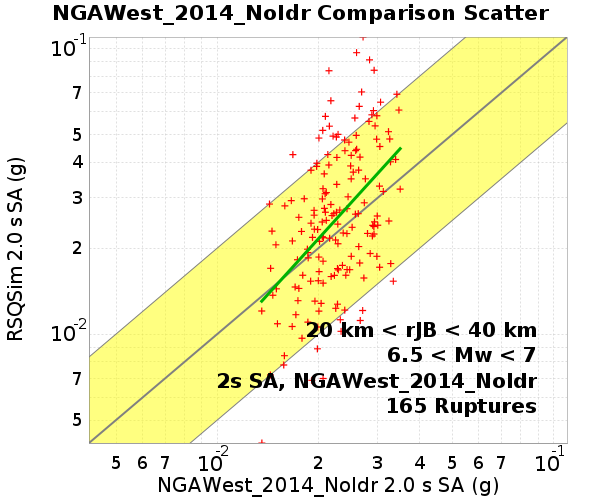 NGAWest_2014_NoIdr Comparison Scatter
RSQSim 2.0 s SA (g)
10-1
7
5
4
3
2
10-2
7
5
20 km < rJB < 40 km
6.5 < Mw < 7
2s SA, NGAWest_2014_NoIdr
165 Ruptures
5 6 7 10-2 2 3 4 5 6 7 10-1
NGAWest_2014_NoIdr 2.0 s SA (g)